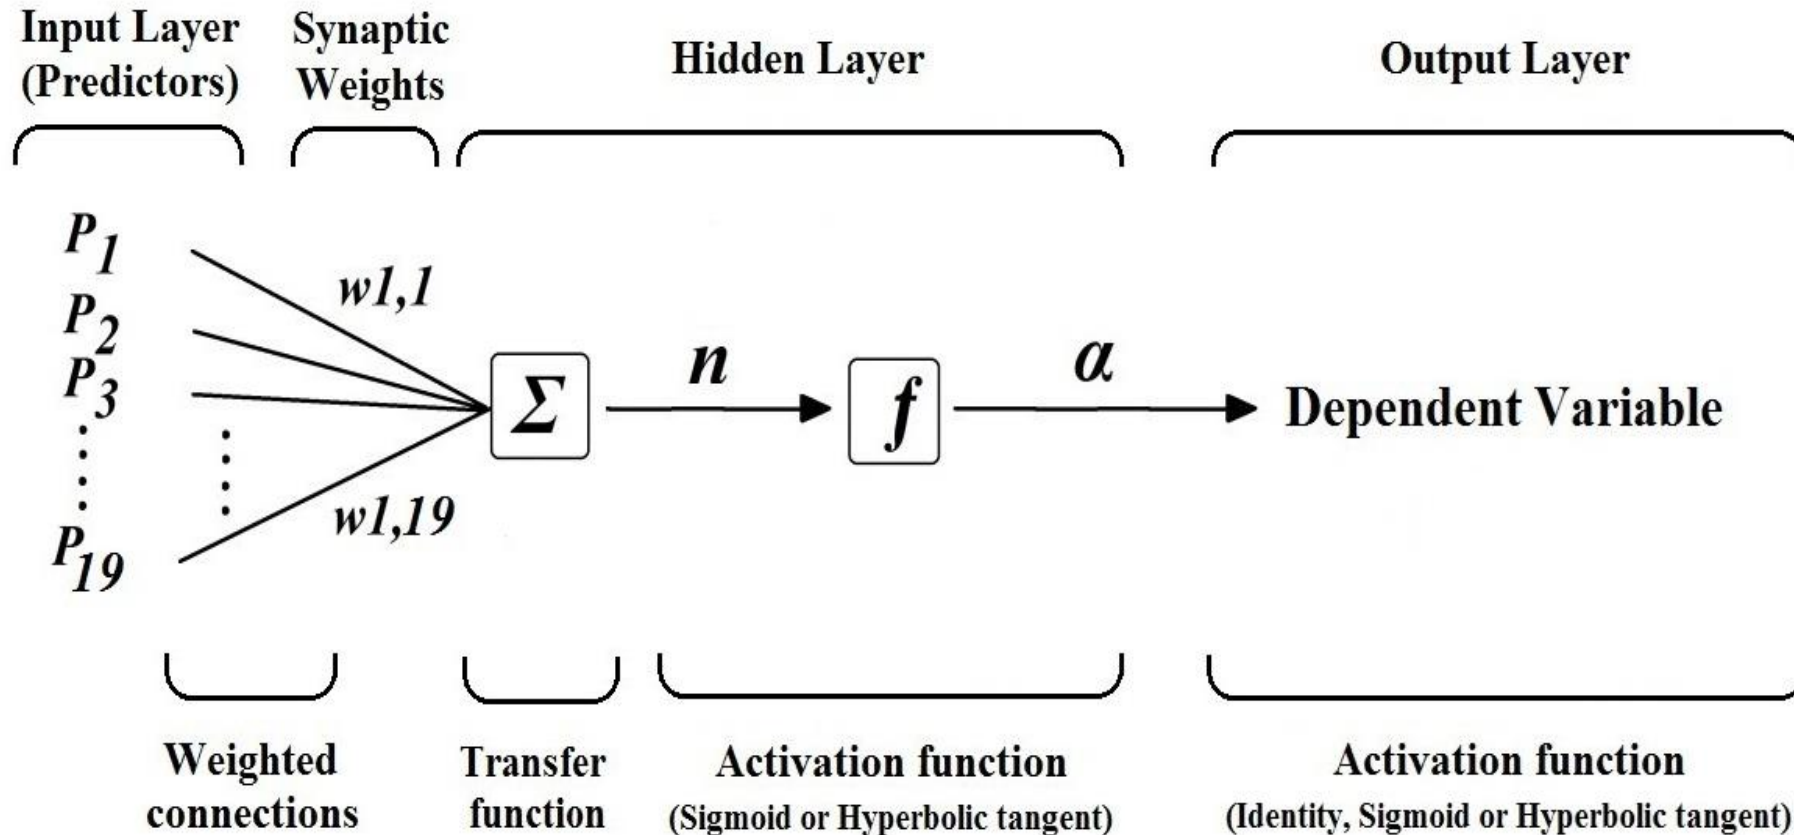 Input Layer
(Predictors)
Synaptic
Weights
Hidden Layer
Output Layer
P1
P2
P3
P19
w1,1
w1,19
Σ
n
f
α
Dependent Variable
Weighted
connections
Transfer
function
Activation function
(Sigmoid or Hyperbolic tangent)
Activation function
(Identity, Sigmoid or Hyperbolic tangent)